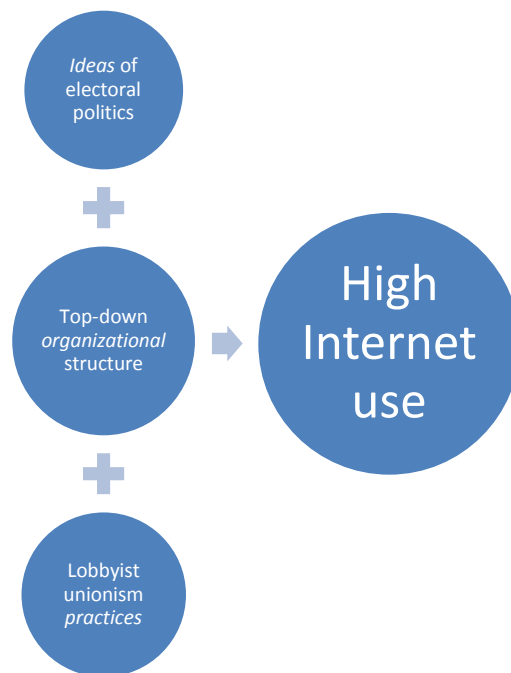 Ideas of
electoral
politics
Top-down
organizational
structure
Lobbyist
unionism
practices
High
Internet
use